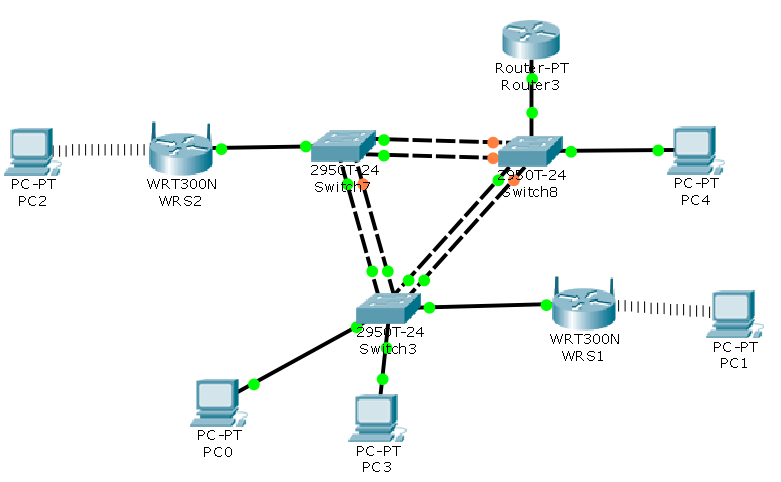 Router-PT
Router3
PC-PT
PC2
WRT300N
WRS2
2950T-24
Switch7
2950T-24
Switch8
PC-PT
PC4
2950T-24
Switch3
WRT300N
WRS1
PC-PT
PC1
PC-PT
PC0
PC-PT
PC3